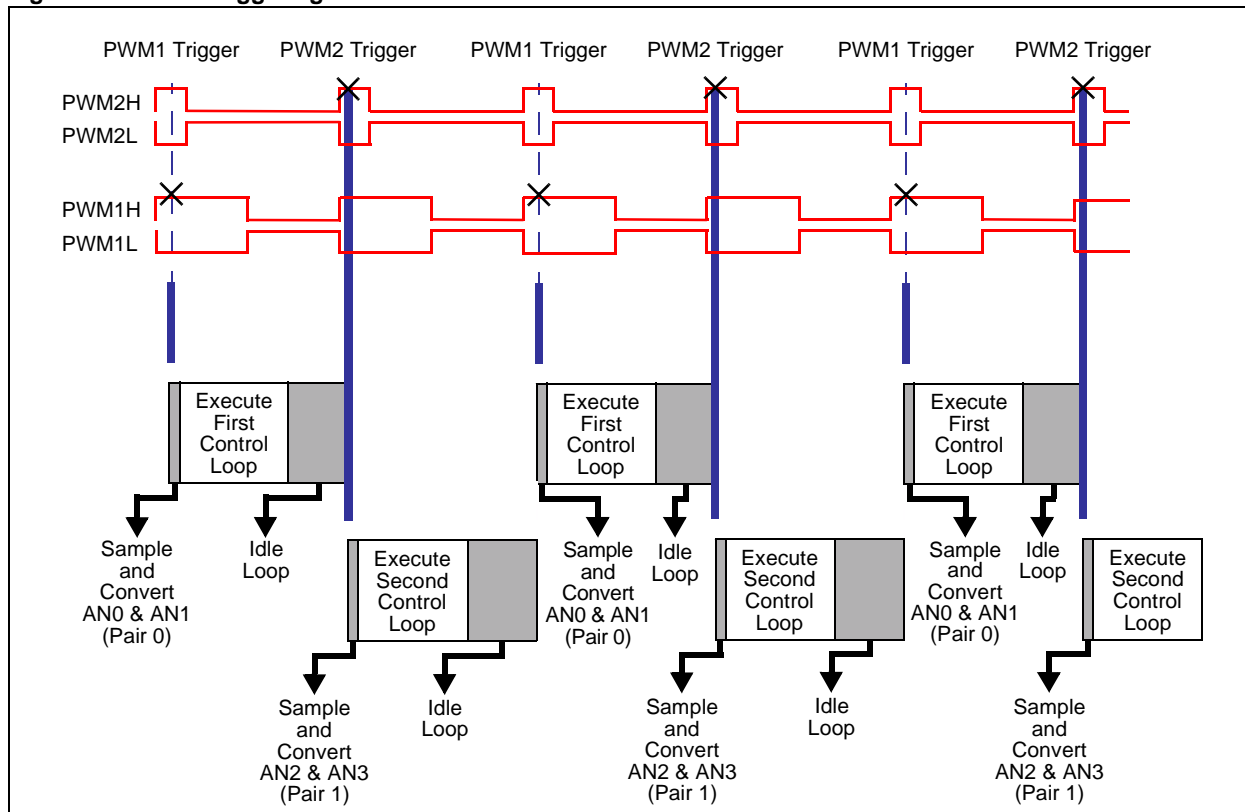 PWM1 Trigger PWM2 Trigger PWM1 Trigger PWM2 Trigger PWM1 Trigger PWM2 Trigger
PWM2H
PWM2L
PWM1H
PWM1L
Execute
First
Control
Loop
Execute
First
Control
Loop
Execute
First
Control
Loop
Sample
and
Convert
AN0 & AN1
(Pair 0)
Idle
Loop
Execute
Second
Control
Loop
Sample
and
Convert
AN0 & AN1
(Pair 0)
Idle
Loop
Execute
Second
Control
Loop
Sample
and
Convert
AN0 & AN1
(Pair 0)
Idle
Loop
Execute
Second
Control
Loop
Sample
and
Convert
AN2 & AN3
(Pair 1)
Idle
Loop
Sample
and
Convert
AN2 & AN3
(Pair 1)
Idle
Loop
Sample
and
Convert
AN2 & AN3
(Pair 1)